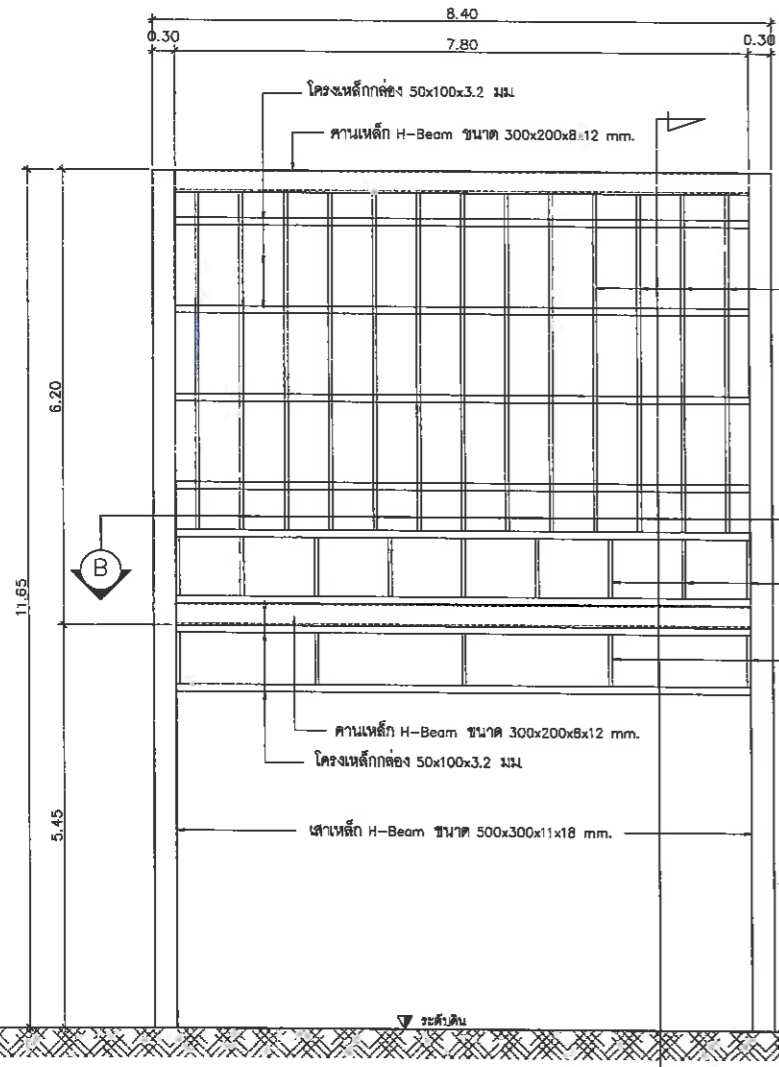 8.40
0.30
7.80
0.30
โครงเหล็กกล่อง 50x100x3.2 มม.
คานเหล็ก H-Beam ขนาด 300x200x8x12 mm.
6.20
B
11.65
คานเหล็ก H-Beam ขนาด 300x200x8x12 mm.
โครงเหล็กกล่อง 50x100x3.2 มม.
5.45
เสาเหล็ก H-Beam ขนาด 500x300x11x18 mm.
ระดับดิน